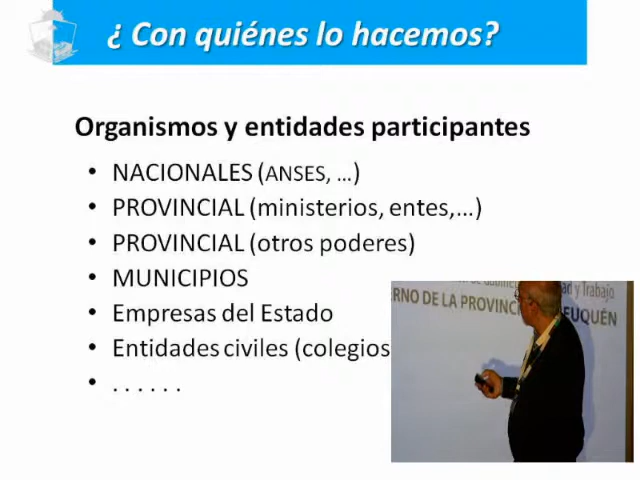 ¿ Con quiénes lo hacemos?
Organismos y entidades participantes
• NACIONALES (ANSES, ...)
• PROVINCIAL (ministerios, entes,...)
• PROVINCIAL (otros poderes)
• MUNICIPIOS
• Empresas del Estado
• Entidades civiles (colegios
• . . . . . .
y Trabajo
ERNO DE LA PROVINC EUQUÉN